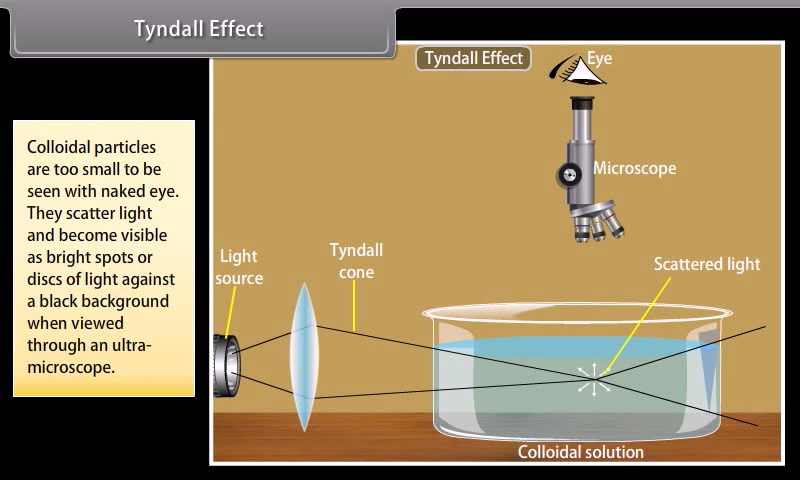 Tyndall Effect
Tyndall Effect
Eye
Colloidal particles
are too small to be
seen with naked eye.
They scatter light
and become visible
as bright spots or
discs of light against
a black background
when viewed
through an ultra-
microscope.
Microscope
Light
source
Tyndall
cone
Scattered light
Colloidal solution